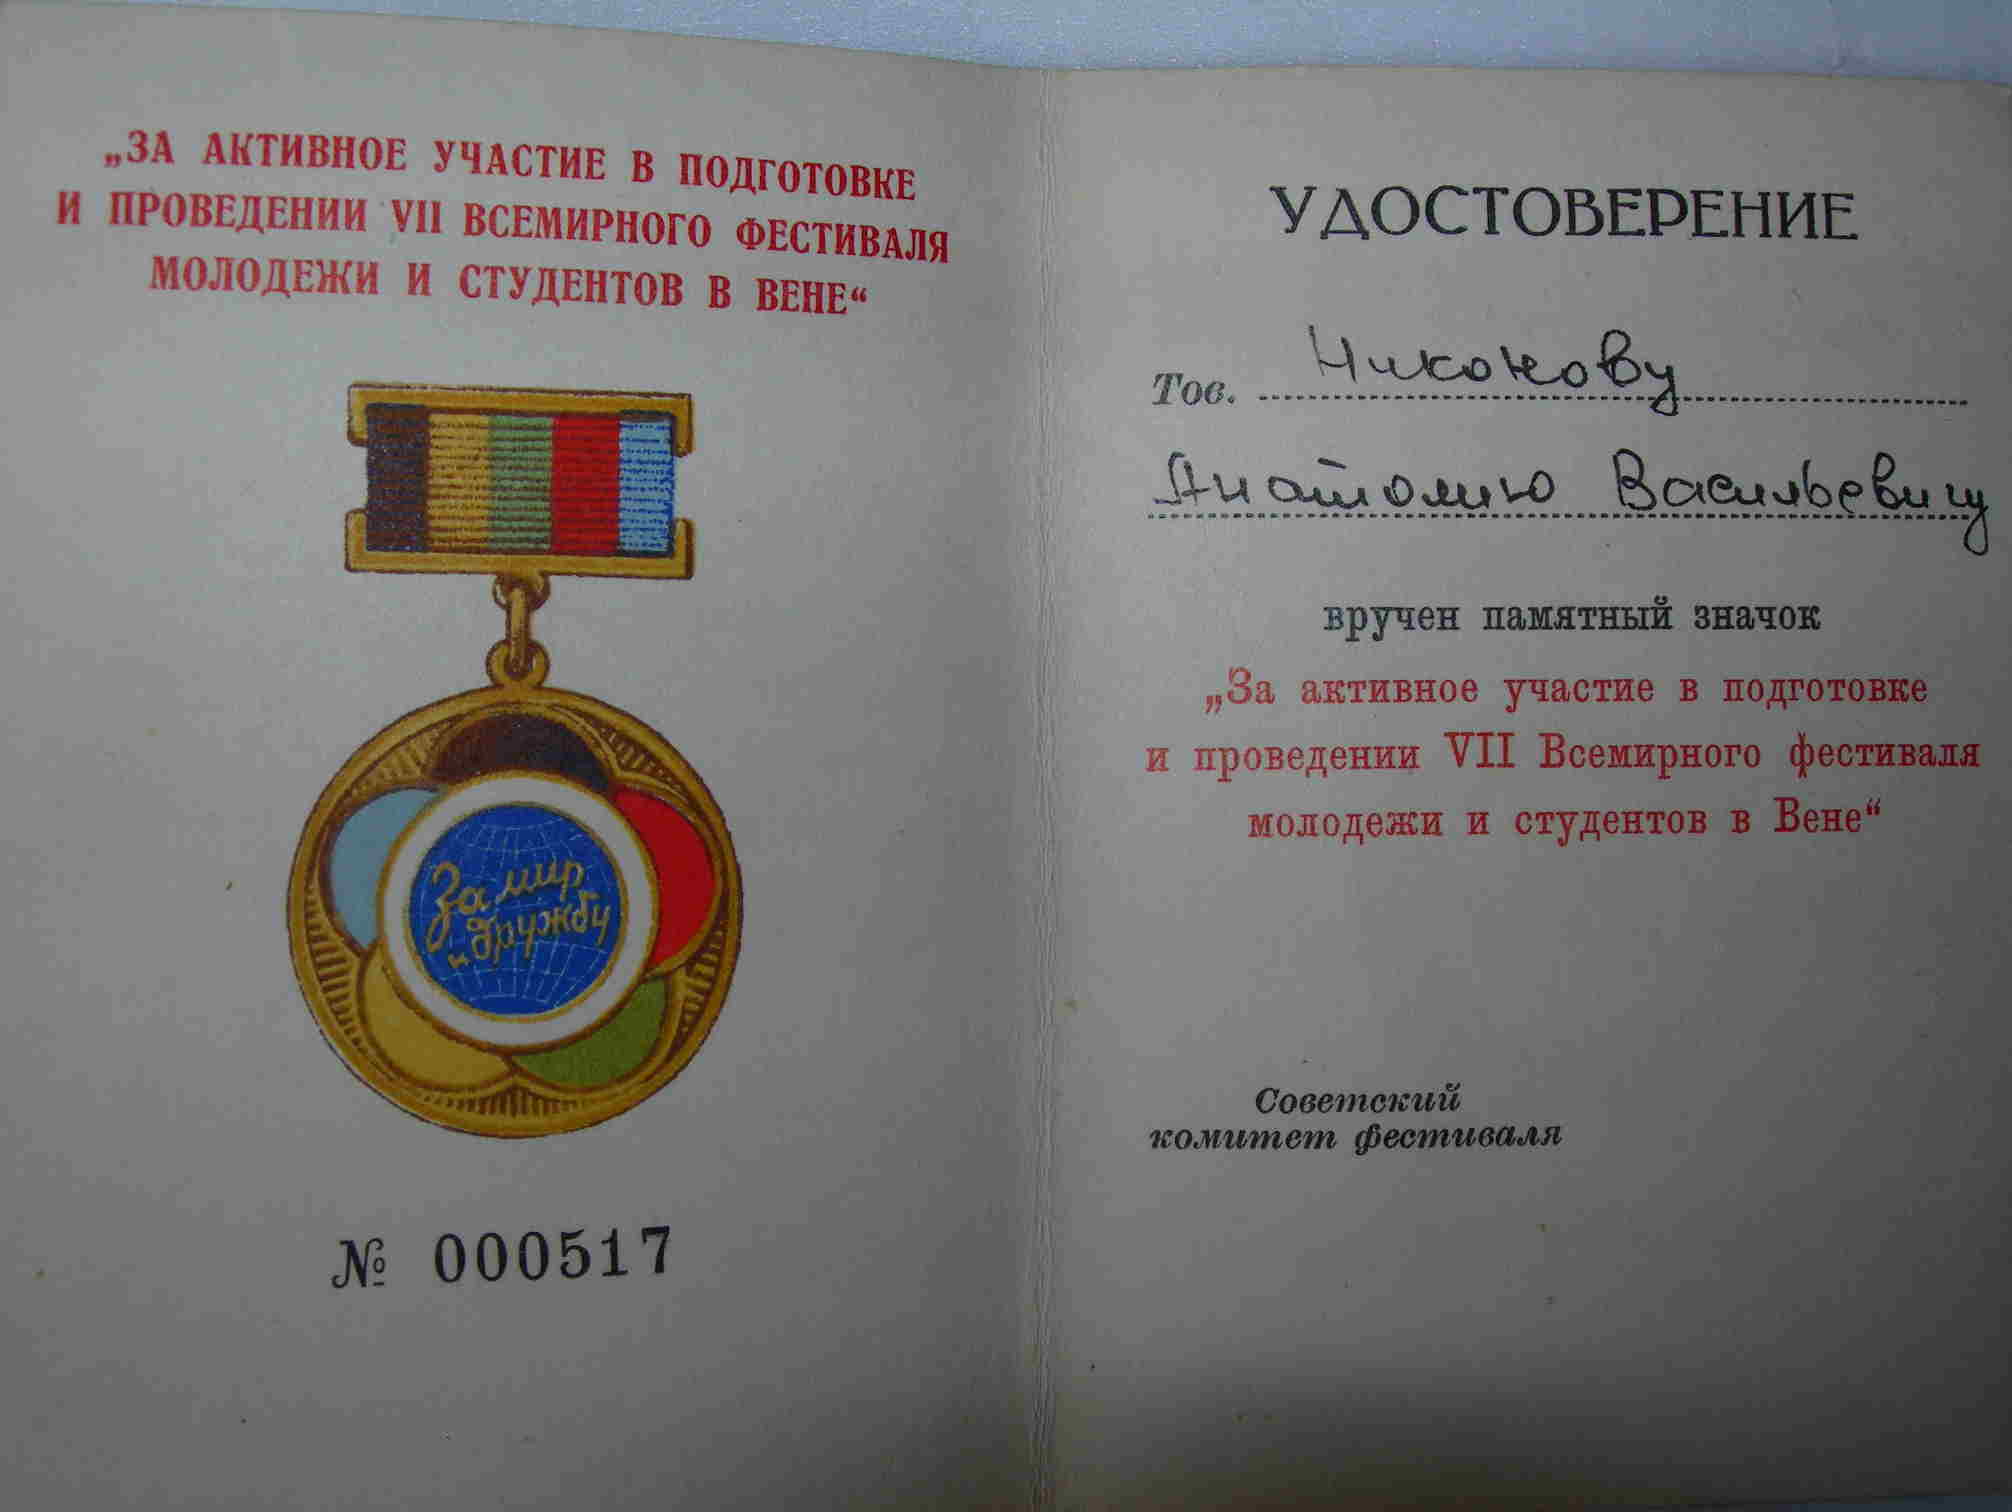 „ЗА АКТИВНОЕ УЧАСТИЕ В ПОДГОТОВКЕ
И ПРОВЕДЕНИИ VII ВСЕМИРНОГО ФЕСТИВАЛЯ
МОЛОДЕЖИ И СТУДЕНТОВ В ВЕНЕ“
За мир
и дружбу
№ 000517
УДОСТОВЕРЕНИЕ
Тов. Никонову
Анатолию Васильевичу
вручен памятный значок
„За активное участие в подготовке
и проведении VII Всемирного фестиваля
молодежи и студентов в Вене“
Советский
комитет фестиваля